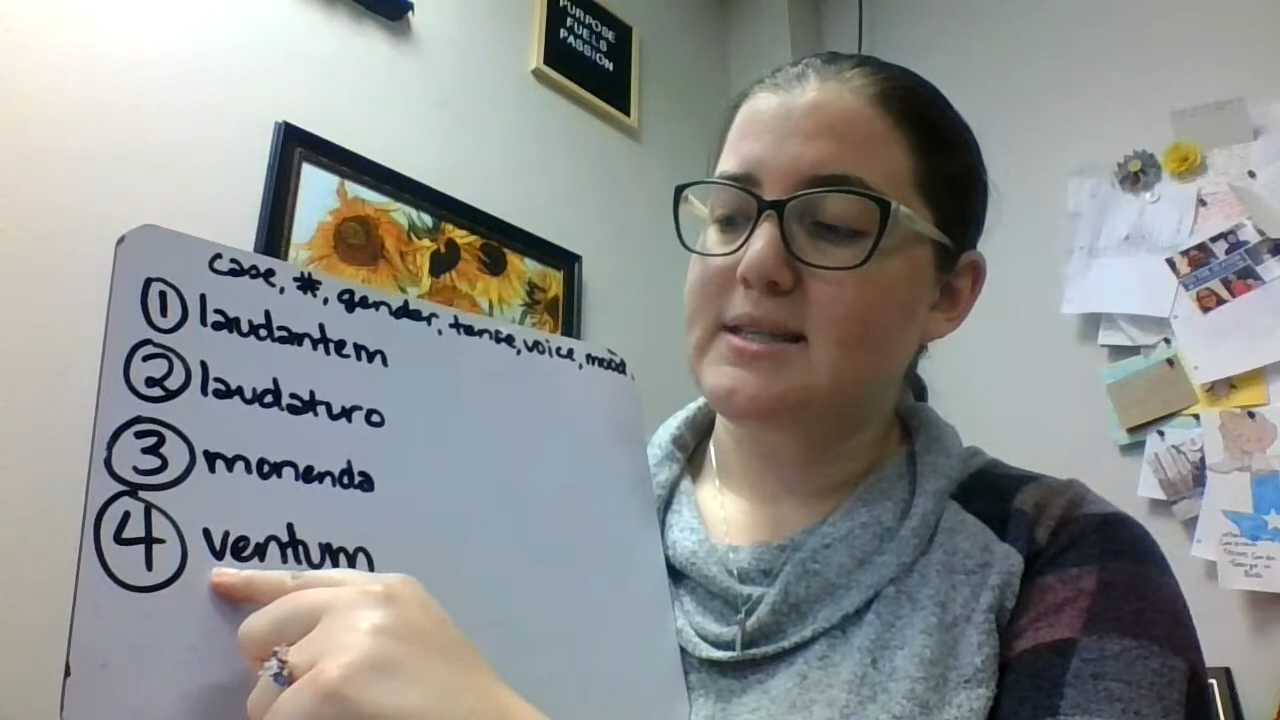 PURPOSE
FUELS
PASSION
case, #, gender, tense, voice, mood.
1 laudantem
2 laudaturo
3 monenda
4 ventum